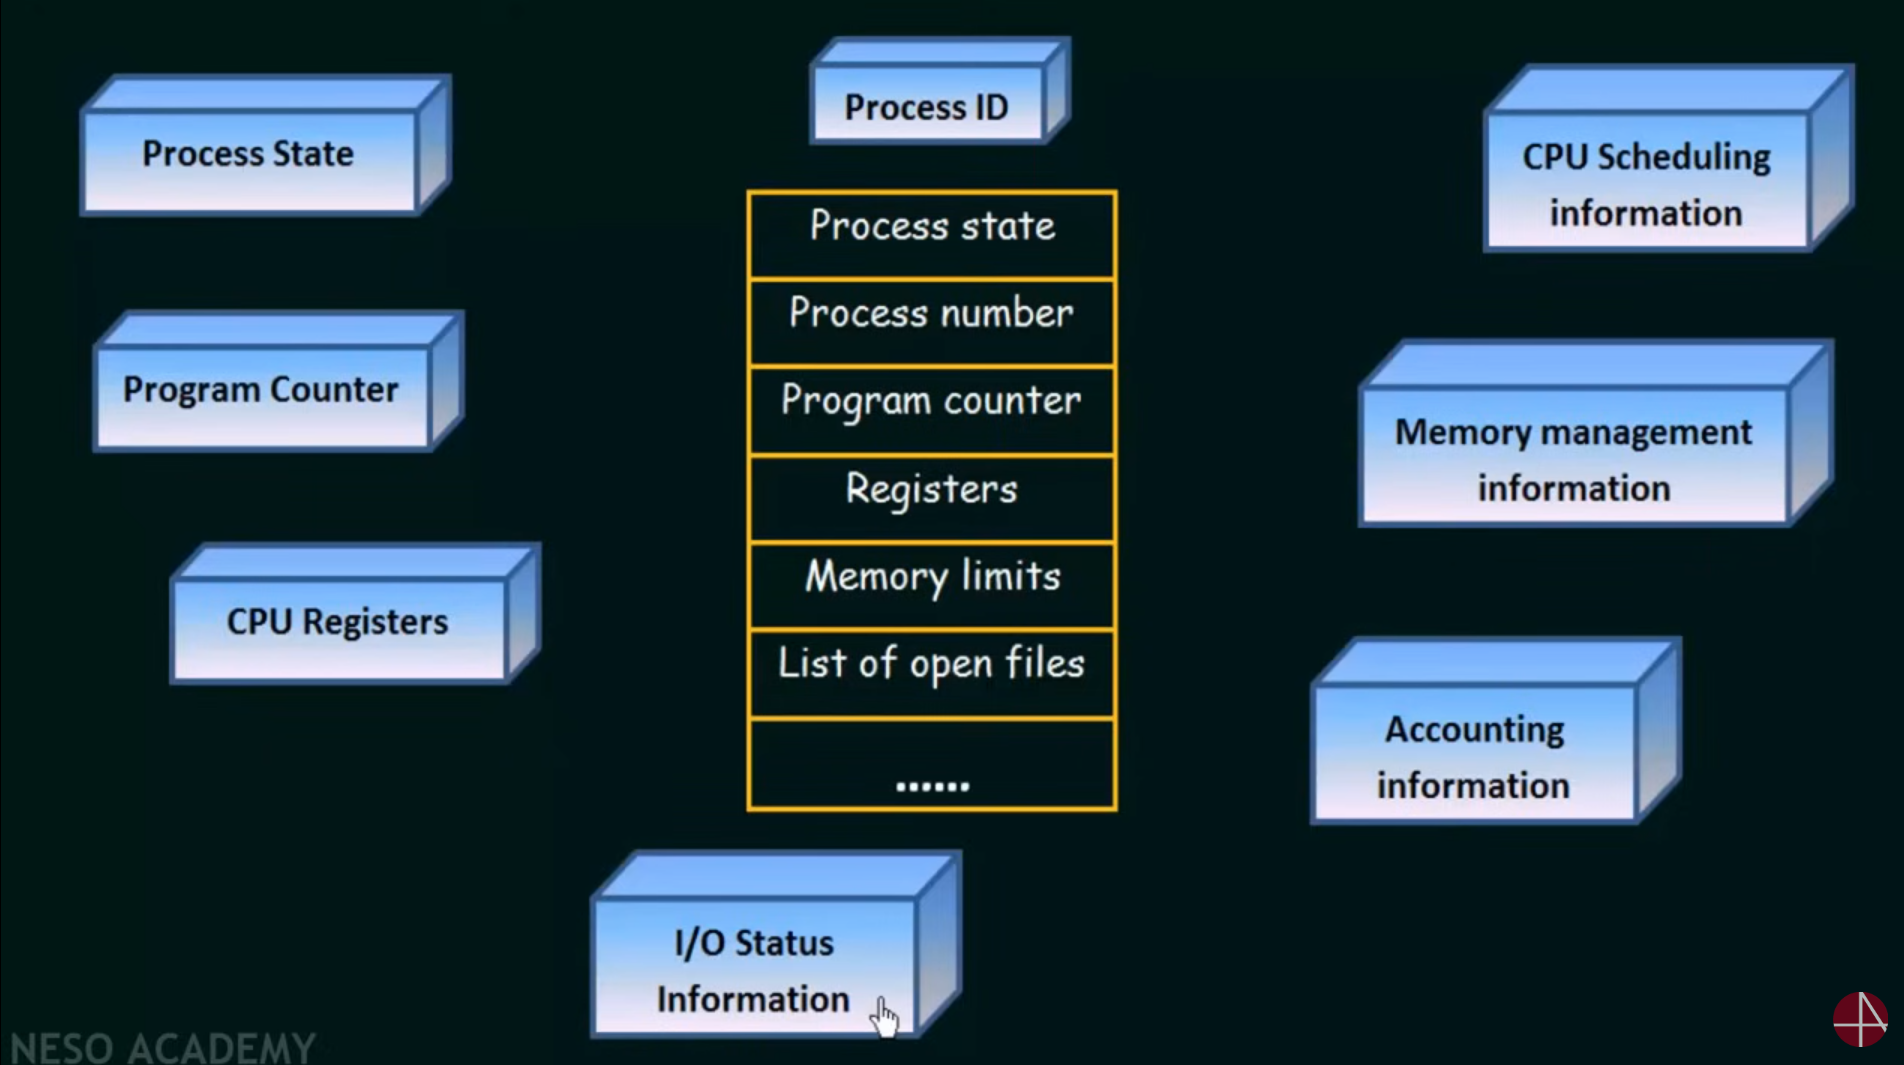 Process ID
Process State
CPU Scheduling
information
Process state
Process number
Program counter
Registers
Memory limits
List of open files
......
Program Counter
Memory management
information
CPU Registers
Accounting
information
I/O Status
Information
NESO ACADEMY